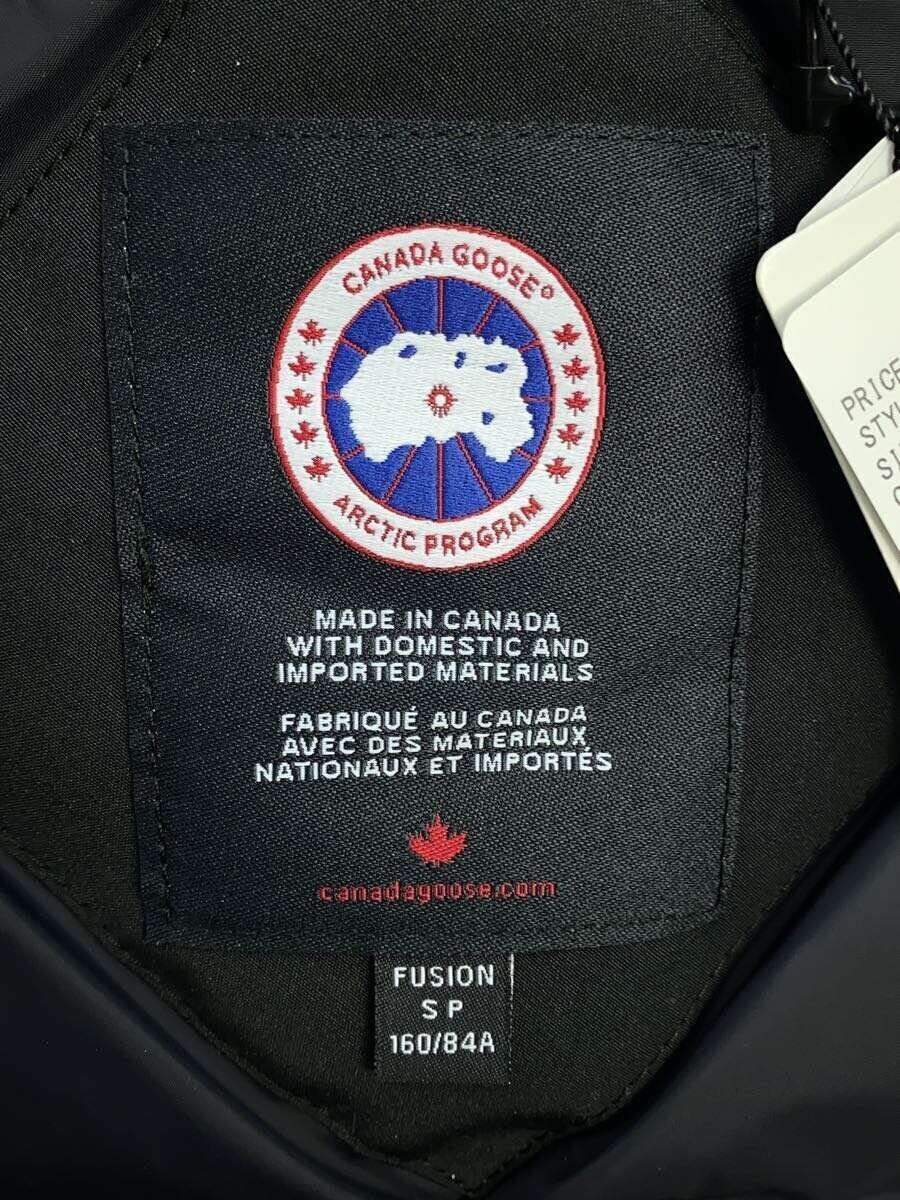 CANADA GOOSE®
ARCTIC PROGRAM
MADE IN CANADA
WITH DOMESTIC AND
IMPORTED MATERIALS
FABRIQUÉ AU CANADA
AVEC DES MATERIAUX
NATIONAUX ET IMPORTÉS
canadagoose.com
FUSION
S P
160/84A
PRICE